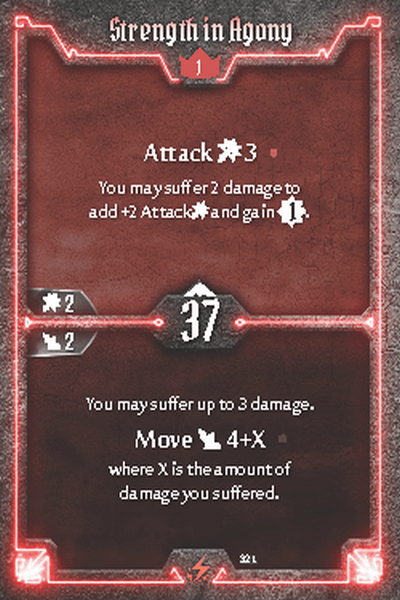 Strength in Agony
1
Attack 3
You may suffer 2 damage to
add +2 Attack and gain 1.
2
37
2
You may suffer up to 3 damage.
Move 4+X
where X is the amount of
damage you suffered.
321